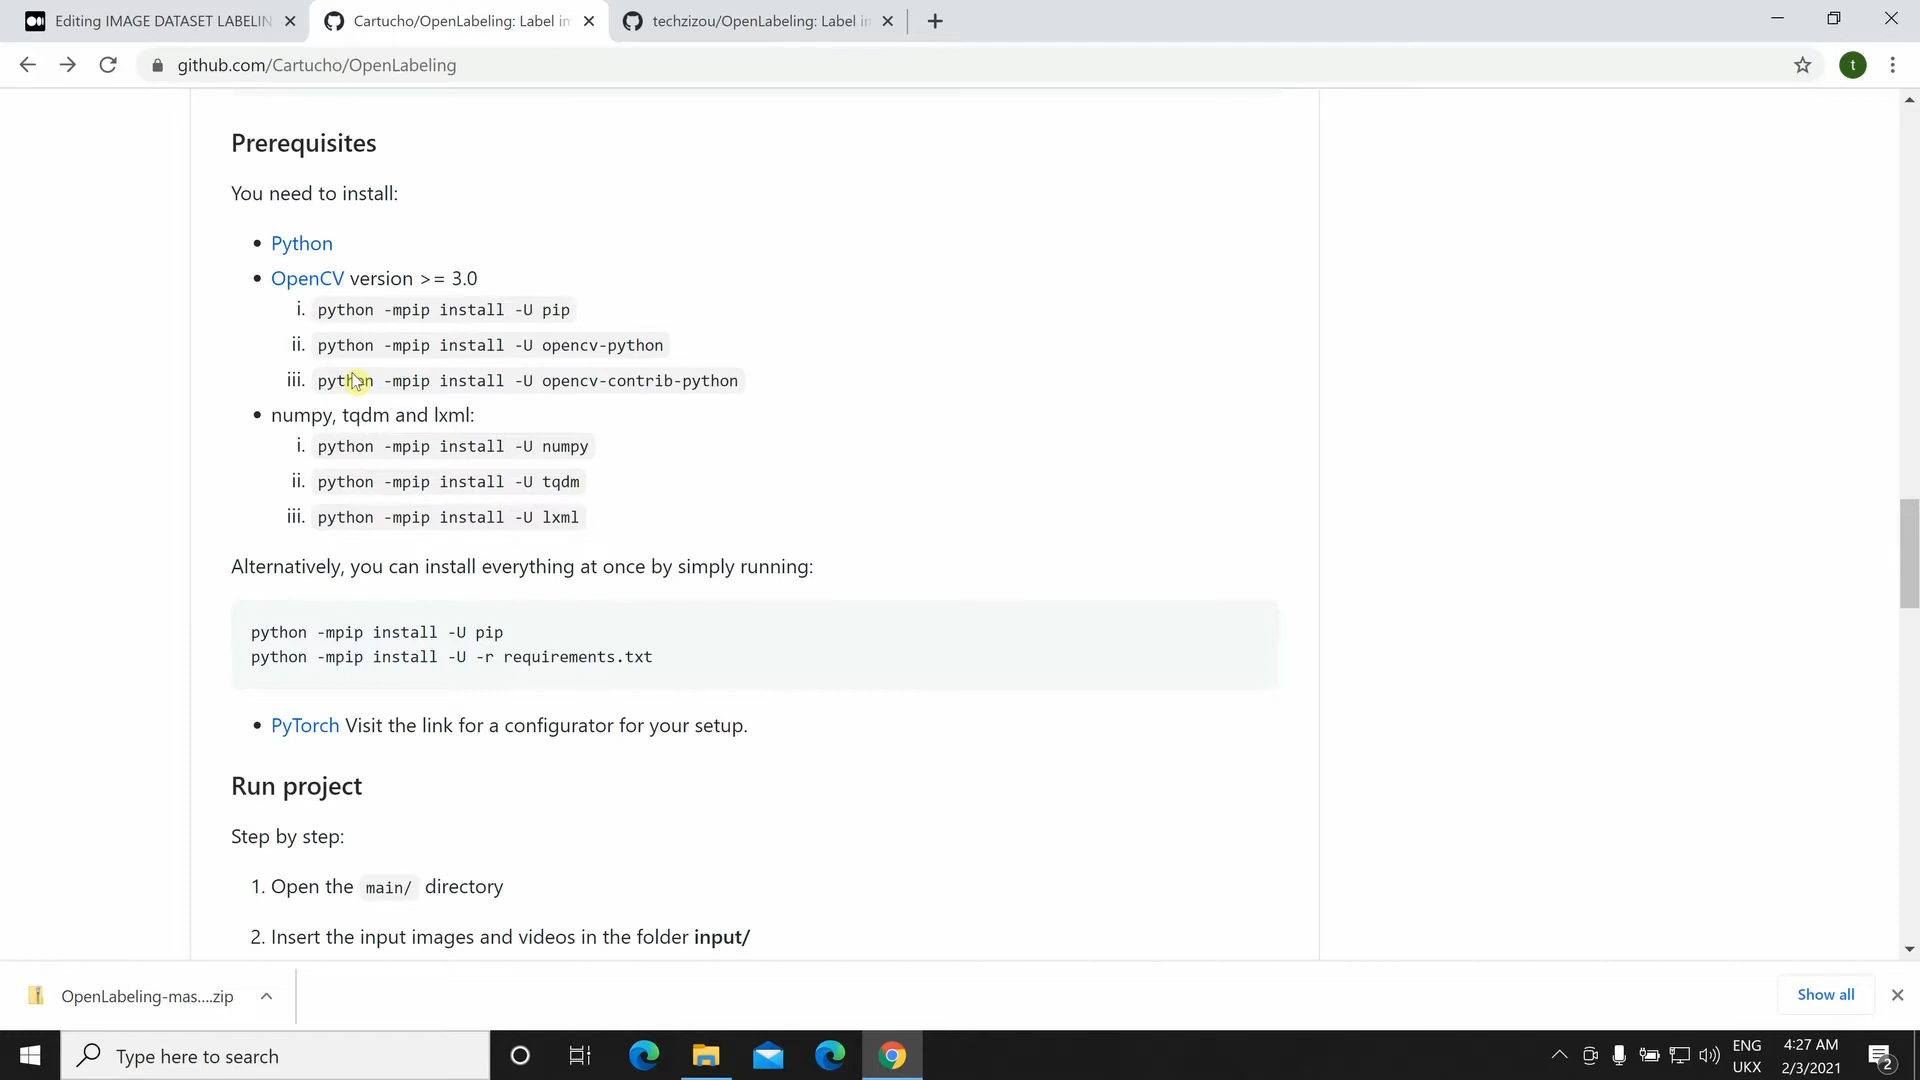 Editing IMAGE DATASET LABELIN
Cartucho/OpenLabeling: Label im
techzizou/OpenLabeling: Label in
github.com/Cartucho/OpenLabeling
t
Prerequisites
You need to install:
• Python
• OpenCV version >= 3.0
i. python -mpip install -U pip
ii. python -mpip install -U opencv-python
iii. python -mpip install -U opencv-contrib-python
• numpy, tqdm and lxml:
i. python -mpip install -U numpy
ii. python -mpip install -U tqdm
iii. python -mpip install -U lxml
Alternatively, you can install everything at once by simply running:
python -mpip install -U pip
python -mpip install -U -r requirements.txt
• PyTorch Visit the link for a configurator for your setup.
Run project
Step by step:
1. Open the main/ directory
2. Insert the input images and videos in the folder input/
OpenLabeling-mas....zip
Show all
Type here to search
ENG
UKX
4:27 AM
2/3/2021
2